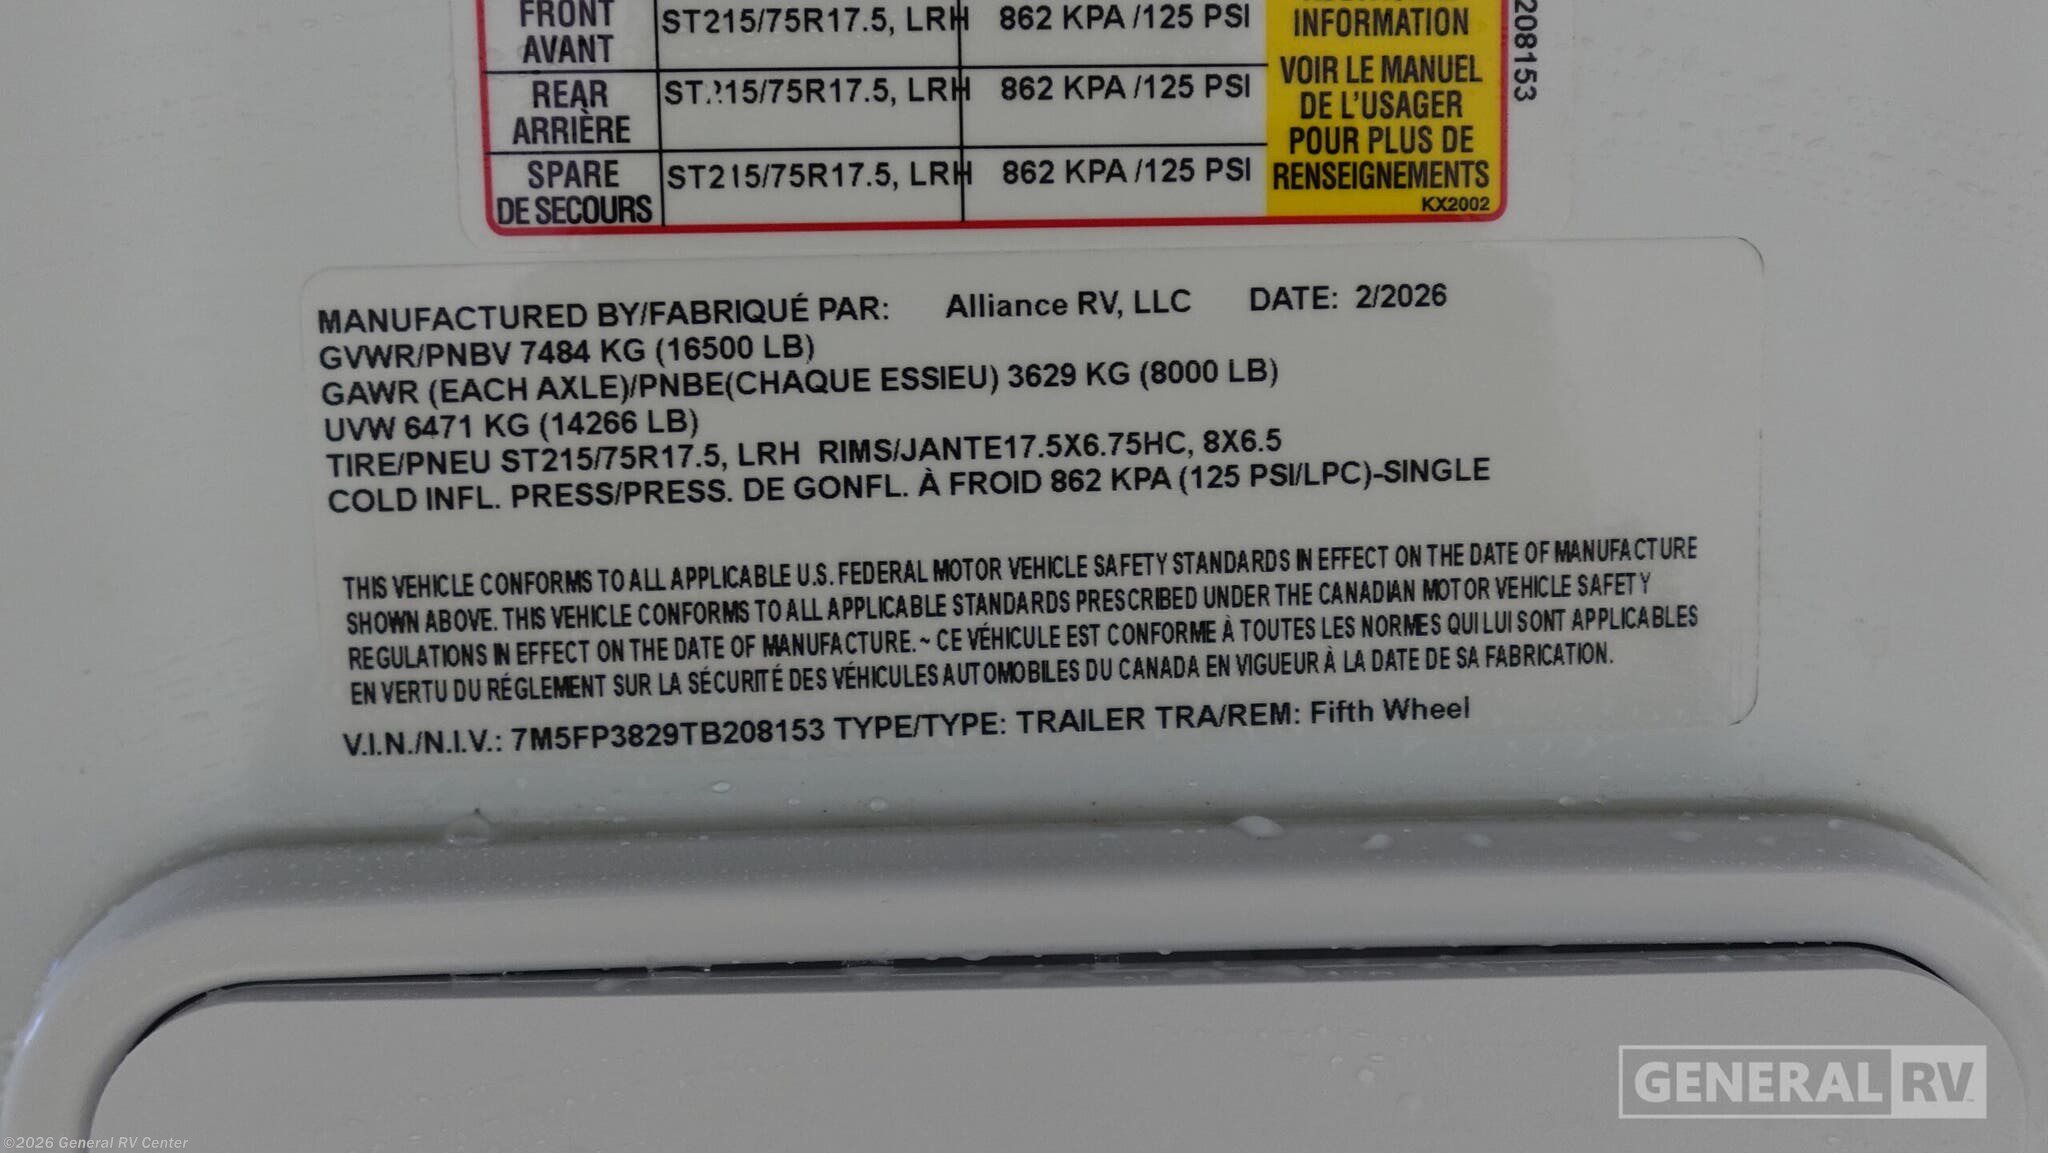 FRONT
AVANT
ST215/75R17.5, LRH 862 KPA /125 PSI
REAR
ARRIÈRE
ST215/75R17.5, LRH 862 KPA /125 PSI
SPARE
DE SECOURS
ST215/75R17.5, LRH 862 KPA /125 PSI
INFORMATION
VOIR LE MANUEL
DE L'USAGER
POUR PLUS DE
RENSEIGNEMENTS
KX2002
208153
MANUFACTURED BY/FABRIQUÉ PAR: Alliance RV, LLC DATE: 2/2026
GVWR/PNBV 7484 KG (16500 LB)
GAWR (EACH AXLE)/PNBE(CHAQUE ESSIEU) 3629 KG (8000 LB)
UVW 6471 KG (14266 LB)
TIRE/PNEU ST215/75R17.5, LRH RIMS/JANTE17.5X6.75HC, 8X6.5
COLD INFL. PRESS/PRESS. DE GONFL. À FROID 862 KPA (125 PSI/LPC)-SINGLE
THIS VEHICLE CONFORMS TO ALL APPLICABLE U.S. FEDERAL MOTOR VEHICLE SAFETY STANDARDS IN EFFECT ON THE DATE OF MANUFACTURE
SHOWN ABOVE. THIS VEHICLE CONFORMS TO ALL APPLICABLE STANDARDS PRESCRIBED UNDER THE CANADIAN MOTOR VEHICLE SAFETY
REGULATIONS IN EFFECT ON THE DATE OF MANUFACTURE. ~ CE VÉHICULE EST CONFORME À TOUTES LES NORMES QUI LUI SONT APPLICABLES
EN VERTU DU RÉGLEMENT SUR LA SÉCURITÉ DES VÉHICULES AUTOMOBILES DU CANADA EN VIGUEUR À LA DATE DE SA FABRICATION.
V.I.N./N.I.V.: 7M5FP3829TB208153 TYPE/TYPE: TRAILER TRA/REM: Fifth Wheel
GENERAL RV
©2026 General RV Center